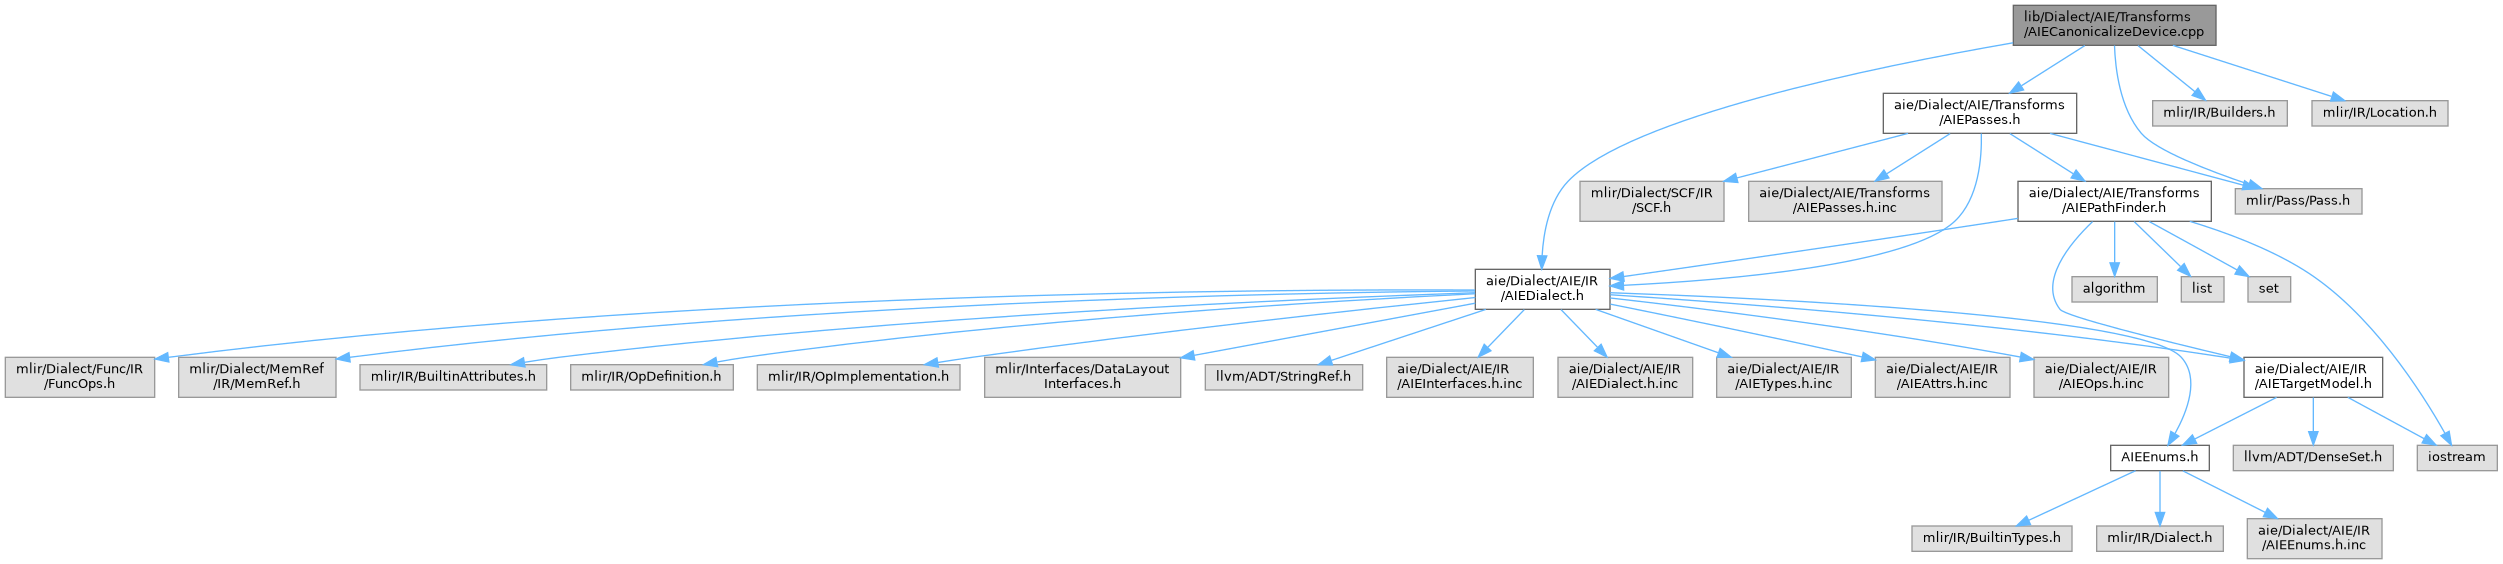 lib/Dialect/AIE/Transforms
/AIECanonicalizeDevice.cpp
aie/Dialect/AIE/Transforms
/AIEPasses.h
mlir/IR/Builders.h
mlir/IR/Location.h
mlir/Dialect/SCF/IR
/SCF.h
aie/Dialect/AIE/Transforms
/AIEPasses.h.inc
aie/Dialect/AIE/Transforms
/AIEPathFinder.h
mlir/Pass/Pass.h
aie/Dialect/AIE/IR
/AIEDialect.h
algorithm
list
set
mlir/Dialect/Func/IR
/FuncOps.h
mlir/Dialect/MemRef
/IR/MemRef.h
mlir/IR/BuiltinAttributes.h
mlir/IR/OpDefinition.h
mlir/IR/OpImplementation.h
mlir/Interfaces/DataLayout
Interfaces.h
llvm/ADT/StringRef.h
aie/Dialect/AIE/IR
/AIEInterfaces.h.inc
aie/Dialect/AIE/IR
/AIEDialect.h.inc
aie/Dialect/AIE/IR
/AIETypes.h.inc
aie/Dialect/AIE/IR
/AIEAttrs.h.inc
aie/Dialect/AIE/IR
/AIEOps.h.inc
aie/Dialect/AIE/IR
/AIETargetModel.h
AIEEnums.h
llvm/ADT/DenseSet.h
iostream
mlir/IR/BuiltinTypes.h
mlir/IR/Dialect.h
aie/Dialect/AIE/IR
/AIEEnums.h.inc